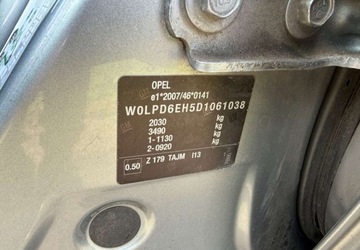 OPEL
e1*2007/46*0141
W0LPD6EH5D1061038
2030 kg
3490 kg
1-1130 kg
2-0920 kg
0.50 Z 179 TAJM I13